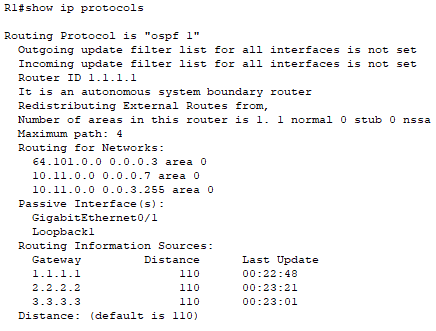 R1#show ip protocols
Routing Protocol is "ospf 1"
Outgoing update filter list for all interfaces is not set
Incoming update filter list for all interfaces is not set
Router ID 1.1.1.1
It is an autonomous system boundary router
Redistributing External Routes from,
Number of areas in this router is 1. 1 normal 0 stub 0 nssa
Maximum path: 4
Routing for Networks:
64.101.0.0 0.0.0.3 area 0
10.11.0.0 0.0.0.7 area 0
10.11.0.0 0.0.3.255 area 0
Passive Interface(s):
GigabitEthernet0/1
Loopback1
Routing Information Sources:
Gateway Distance Last Update
1.1.1.1 110 00:22:48
2.2.2.2 110 00:23:21
3.3.3.3 110 00:23:01
Distance: (default is 110)